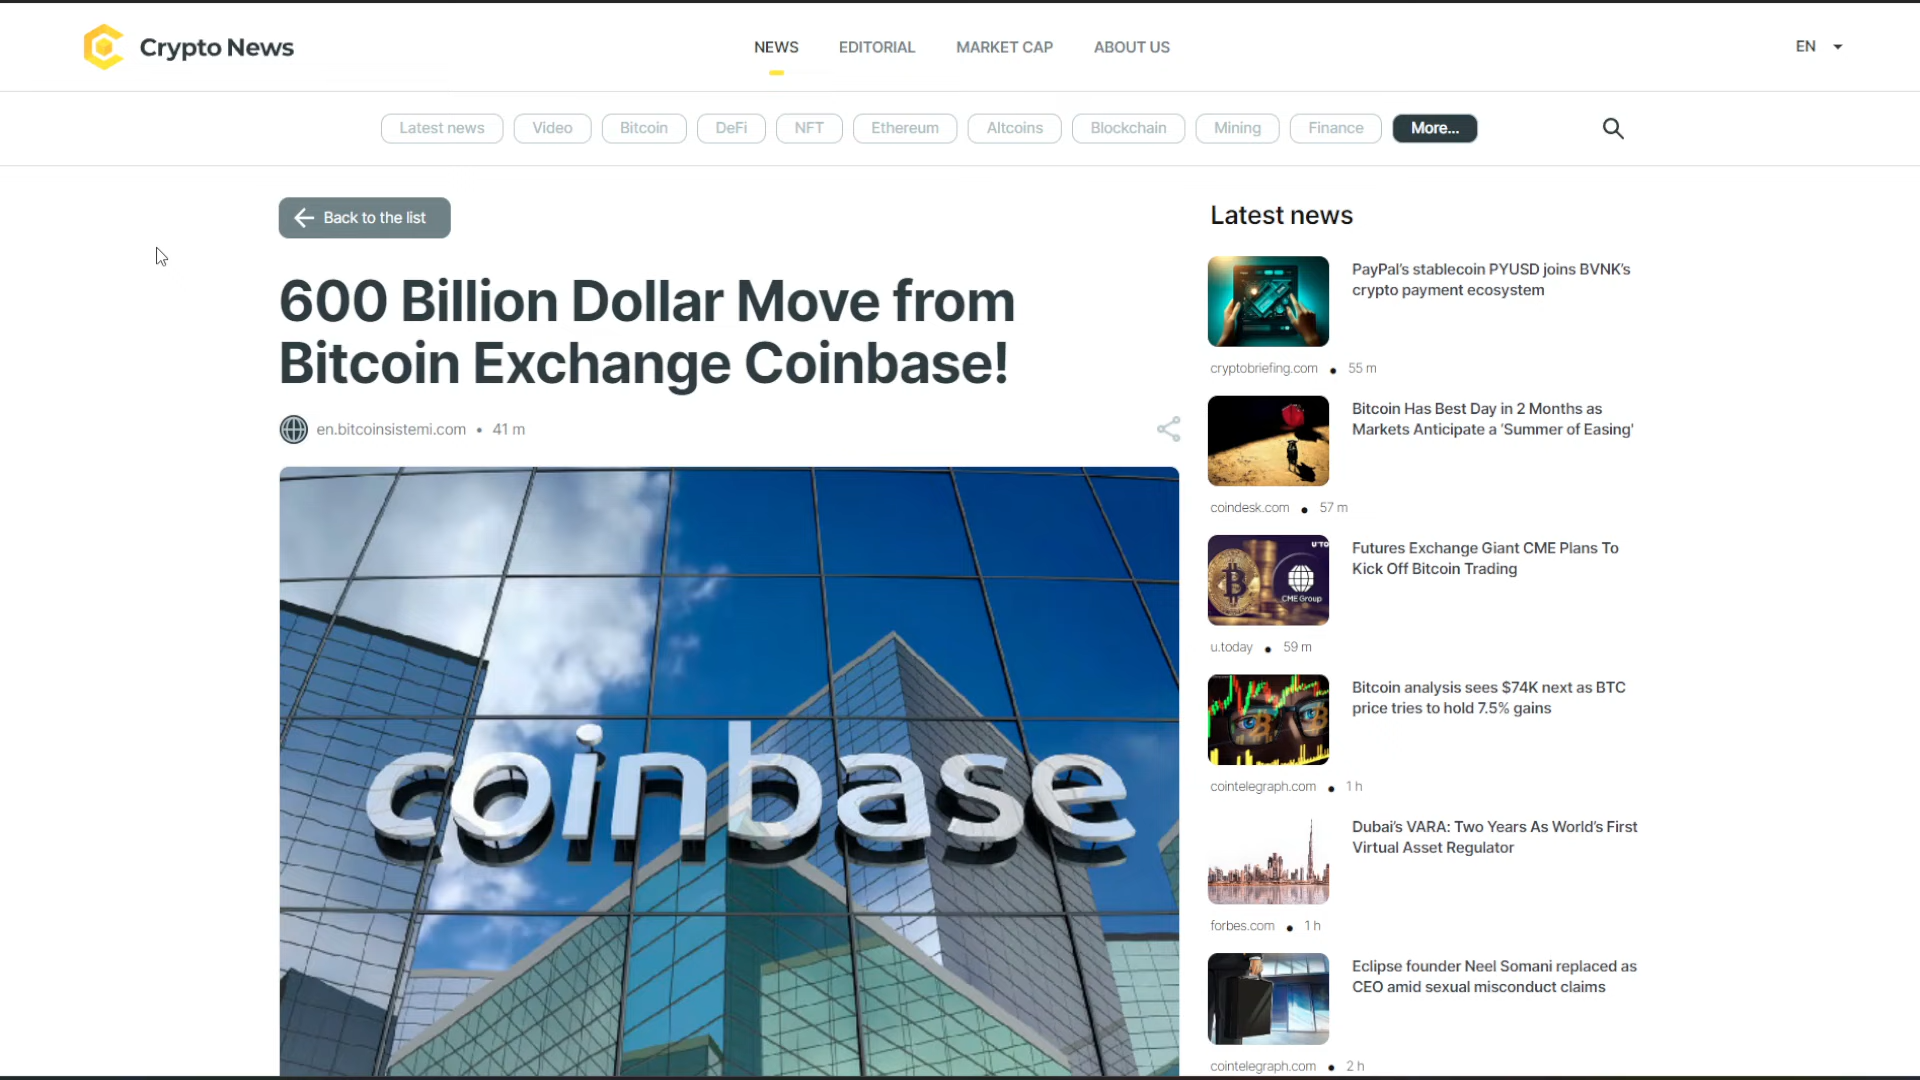 Crypto News
NEWS
EDITORIAL
MARKET CAP
ABOUT US
EN
Latest news
Video
Bitcoin
DeFi
NFT
Ethereum
Altcoins
Blockchain
Mining
Finance
More...
Back to the list
600 Billion Dollar Move from
Bitcoin Exchange Coinbase!
en.bitcoinsistemi.com • 41 m
coinbase
Latest news
PayPal's stablecoin PYUSD joins BVNK's
crypto payment ecosystem
cryptobriefing.com • 55 m
Bitcoin Has Best Day in 2 Months as
Markets Anticipate a 'Summer of Easing'
coindesk.com • 57 m
U'TO
CME Group
Futures Exchange Giant CME Plans To
Kick Off Bitcoin Trading
u.today • 59 m
Bitcoin analysis sees $74K next as BTC
price tries to hold 7.5% gains
cointelegraph.com • 1 h
Dubai's VARA: Two Years As World's First
Virtual Asset Regulator
forbes.com • 1 h
Eclipse founder Neel Somani replaced as
CEO amid sexual misconduct claims
cointelegraph.com • 2 h